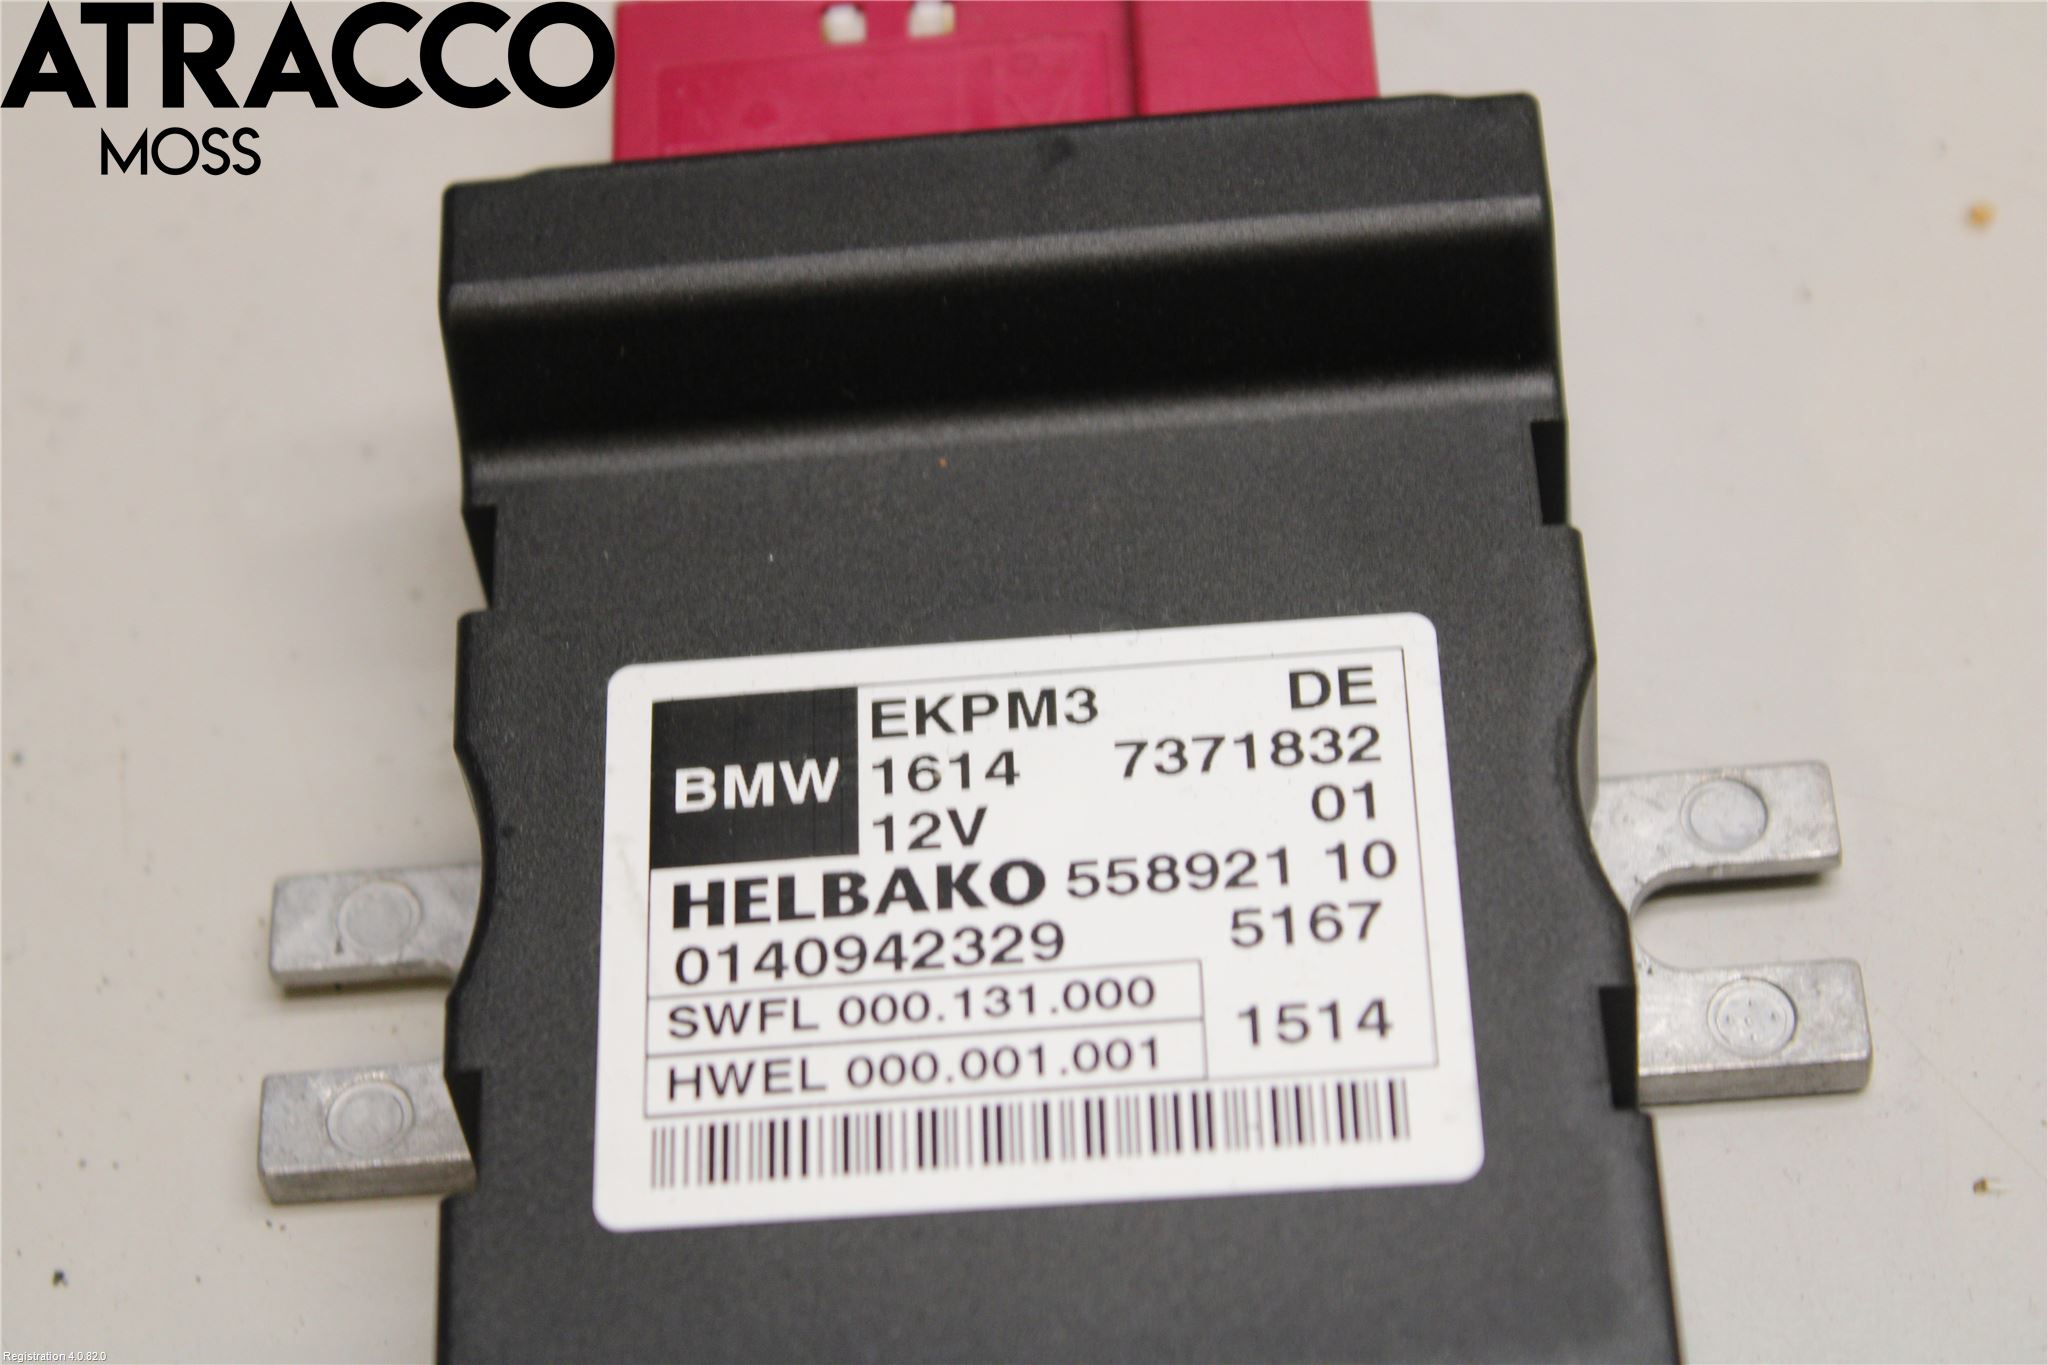 ATRACCO
MOSS
BMW
EKPM3 DE
1614 7371832
12V 01
HELBAKO 558921 10
0140942329 5167
SWFL 000.131.000
1514
HWEL 000.001.001
Registration 4.0.82.0